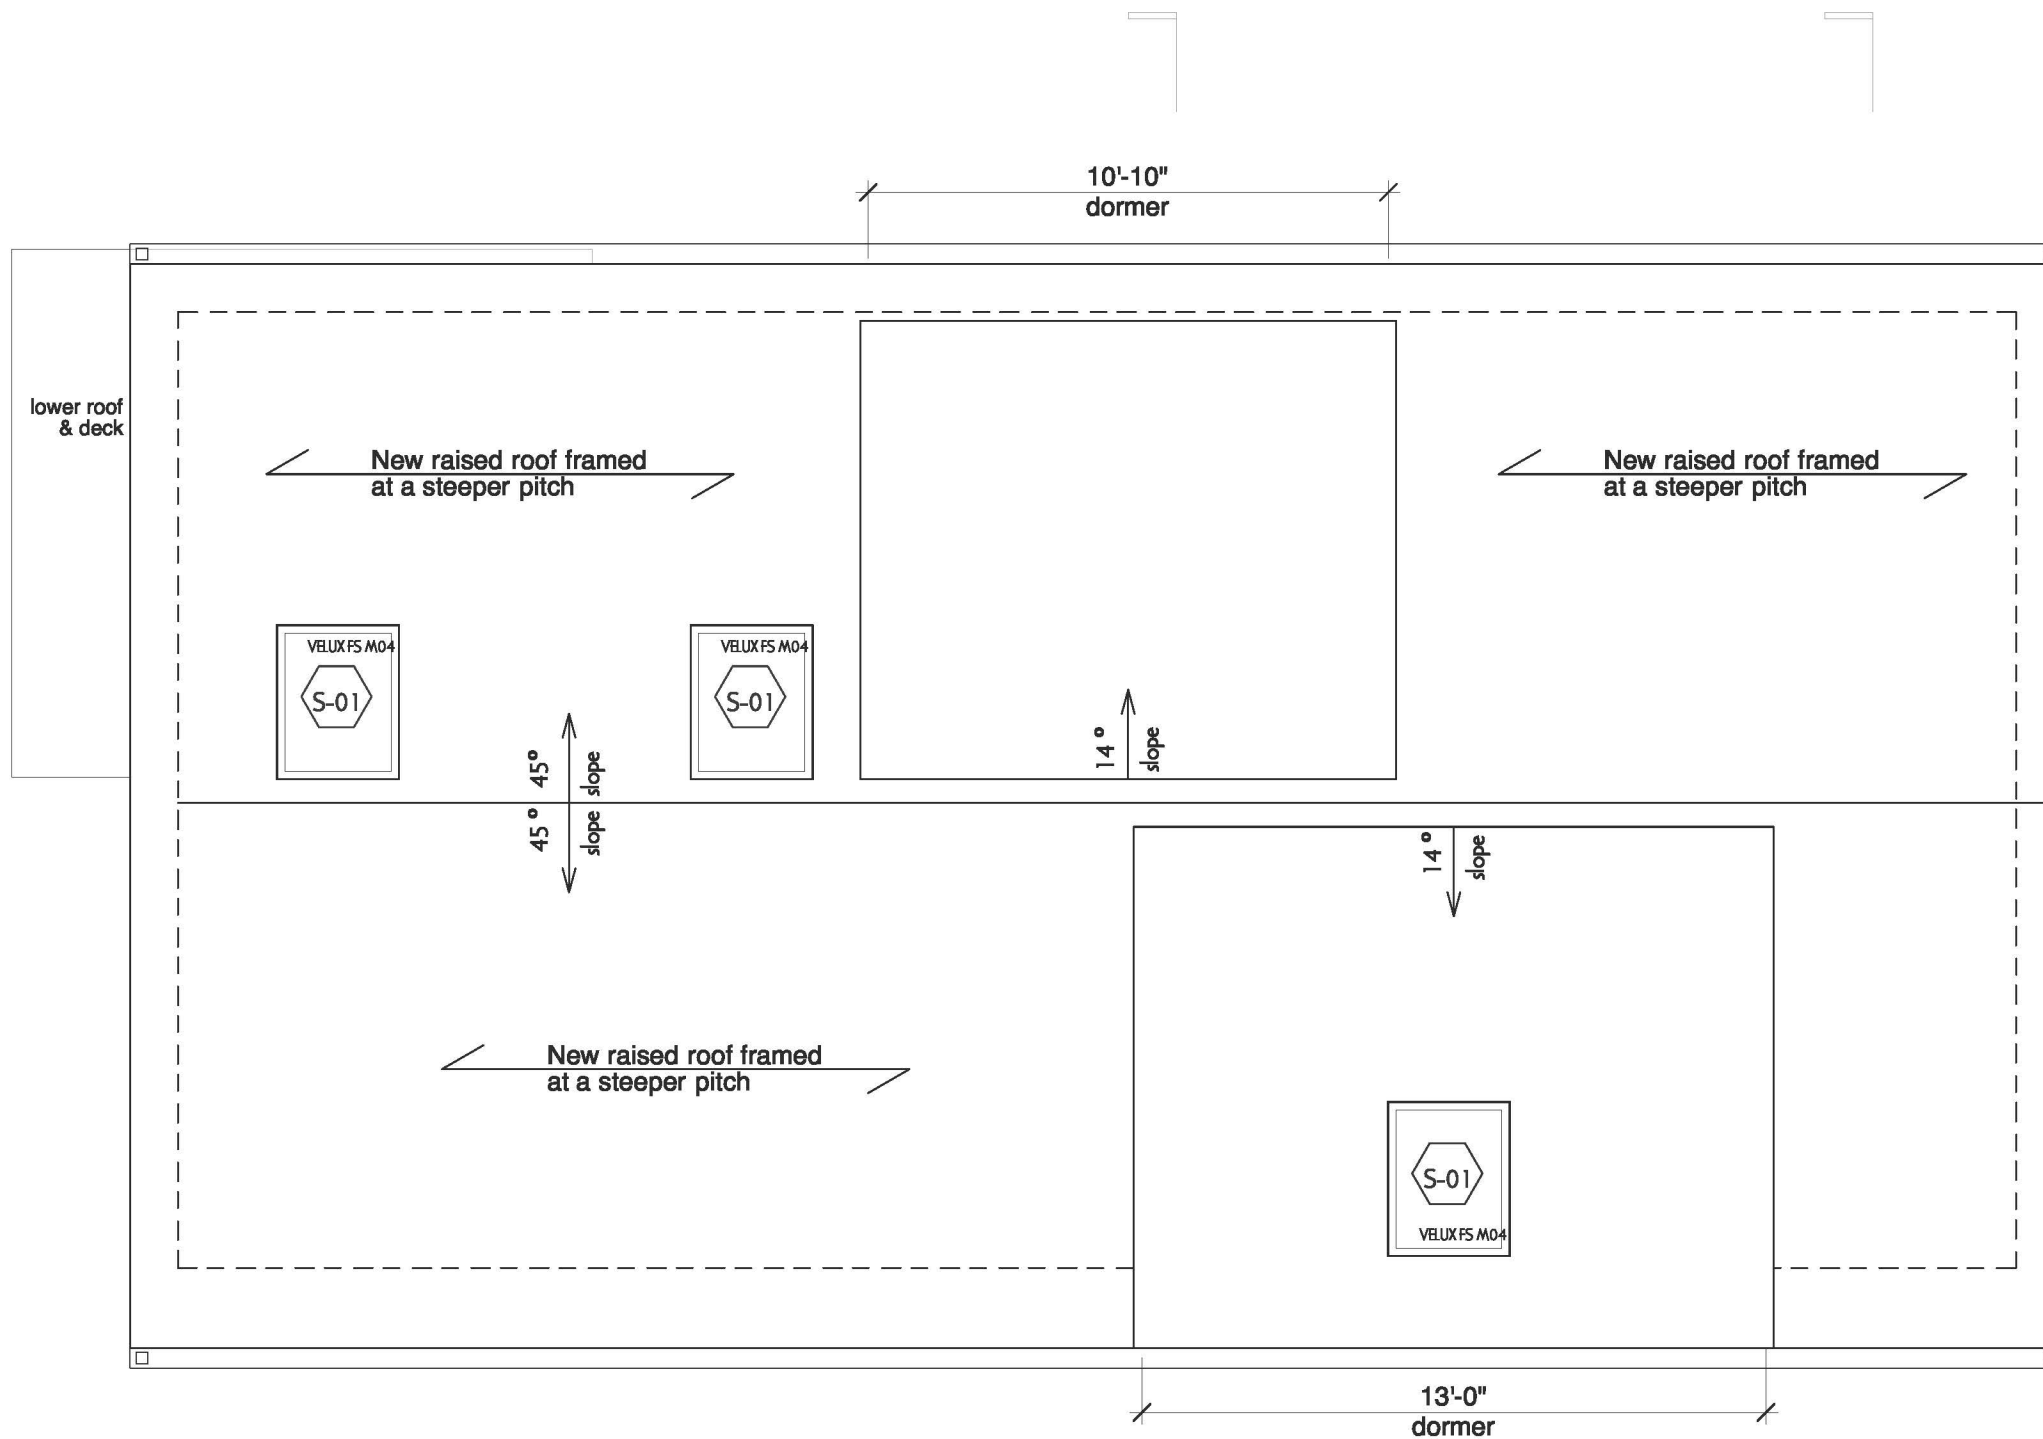 10'-10"
dormer
lower roof
& deck
New raised roof framed
at a steeper pitch
New raised roof framed
at a steeper pitch
VELUX FS M04
S-01
VELUX FS M04
S-01
45º
slope
14 º
slope
45 º
slope
14 º
slope
New raised roof framed
at a steeper pitch
S-01
VELUX FS M04
13'-0"
dormer